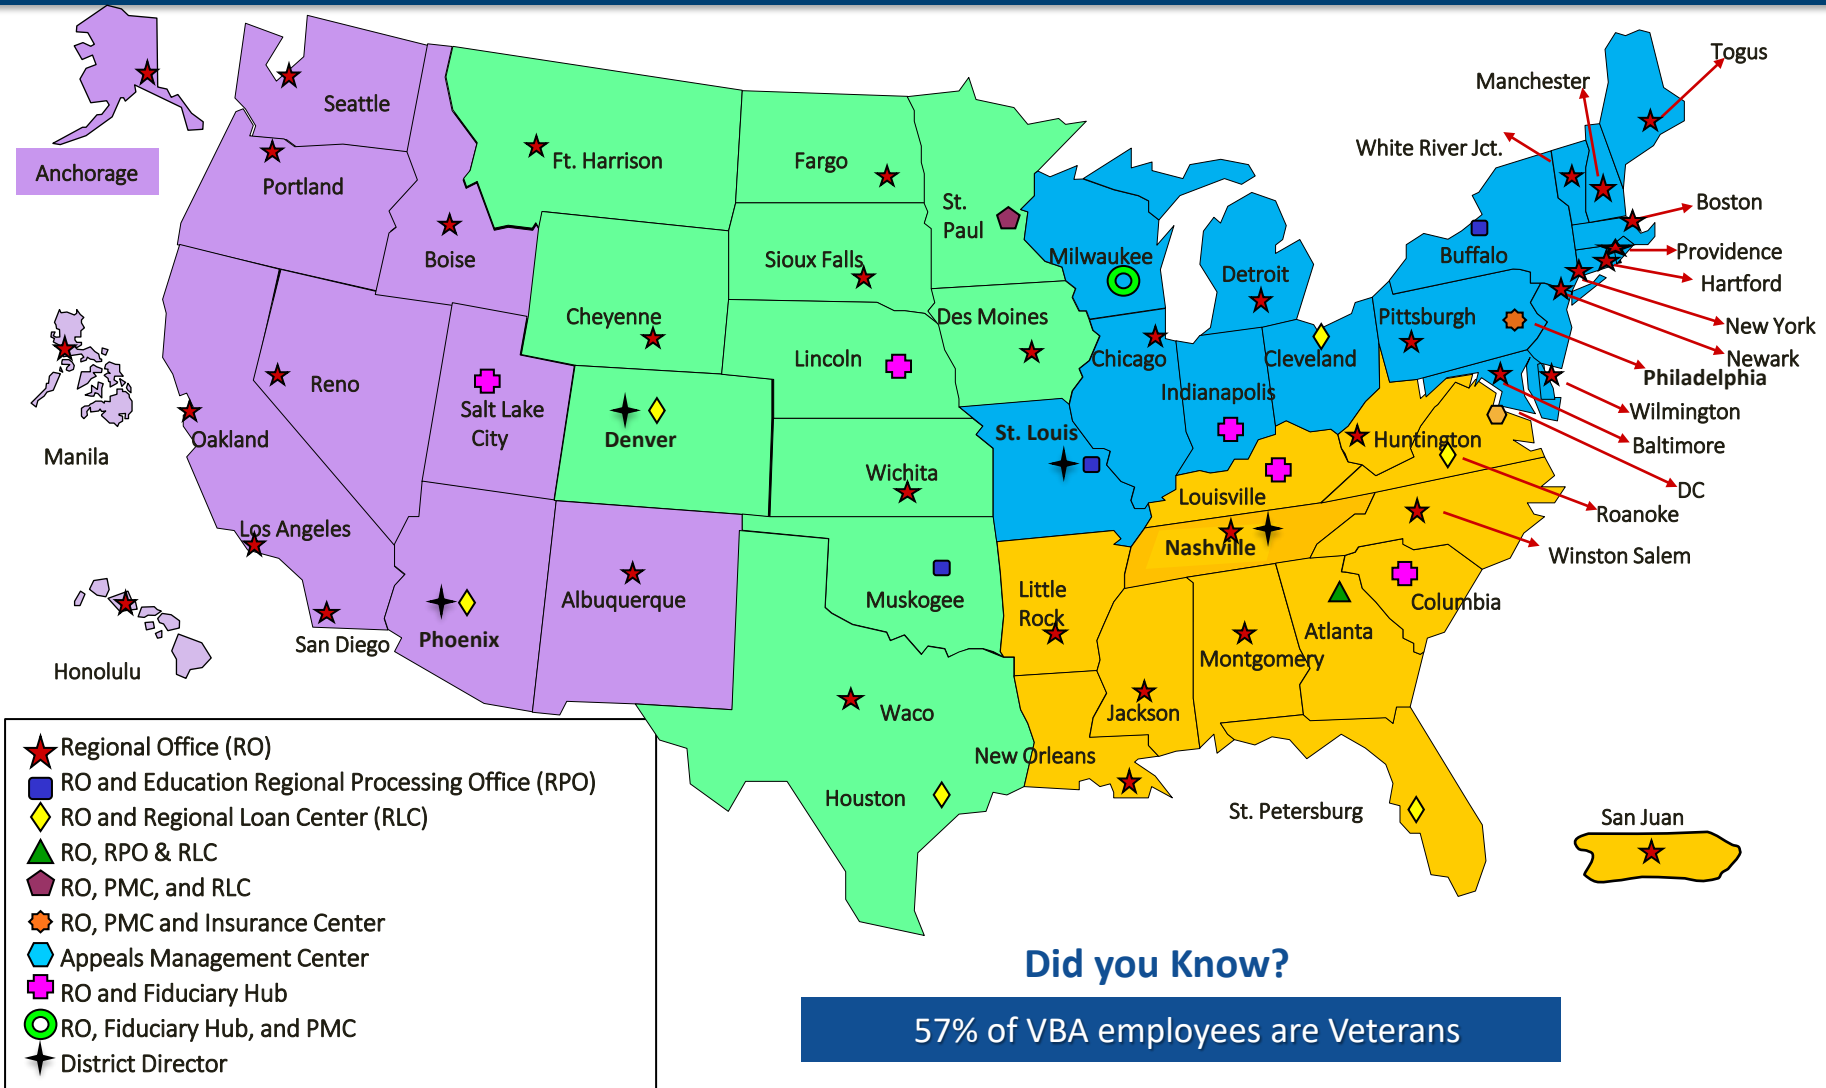 Togus
Manchester
Seattle
White River Jct.
Ft. Harrison
Fargo
Anchorage
Portland
St.
Paul
Boston
Boise
Sioux Falls
Milwaukee
Buffalo
Providence
Detroit
Hartford
Cheyenne
Des Moines
Pittsburgh
New York
Lincoln
Chicago
Cleveland
Newark
Reno
Indianapolis
Philadelphia
Salt Lake
City
Wilmington
Oakland
Denver
St. Louis
Huntington
Baltimore
Manila
Wichita
Louisville
DC
Roanoke
Los Angeles
Nashville
Winston Salem
Albuquerque
Muskogee
Little
Rock
Columbia
San Diego
Phoenix
Atlanta
Honolulu
Montgomery
Waco
Jackson
New Orleans
Houston
St. Petersburg
San Juan
Regional Office (RO)
RO and Education Regional Processing Office (RPO)
RO and Regional Loan Center (RLC)
RO, RPO & RLC
RO, PMC, and RLC
RO, PMC and Insurance Center
Appeals Management Center
RO and Fiduciary Hub
RO, Fiduciary Hub, and PMC
District Director
Did you Know?
57% of VBA employees are Veterans